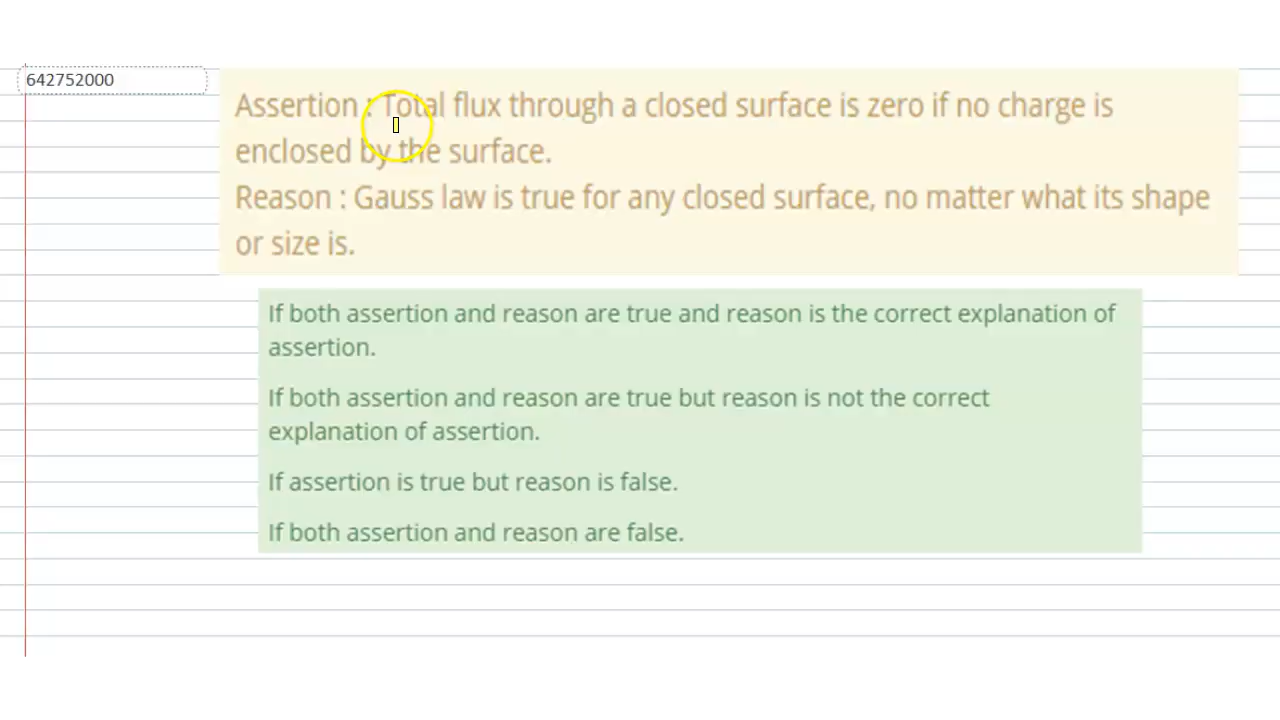 642752000
Assertion : Total flux through a closed surface is zero if no charge is
enclosed by the surface.
Reason : Gauss law is true for any closed surface, no matter what its shape
or size is.
If both assertion and reason are true and reason is the correct explanation of
assertion.
If both assertion and reason are true but reason is not the correct
explanation of assertion.
If assertion is true but reason is false.
If both assertion and reason are false.